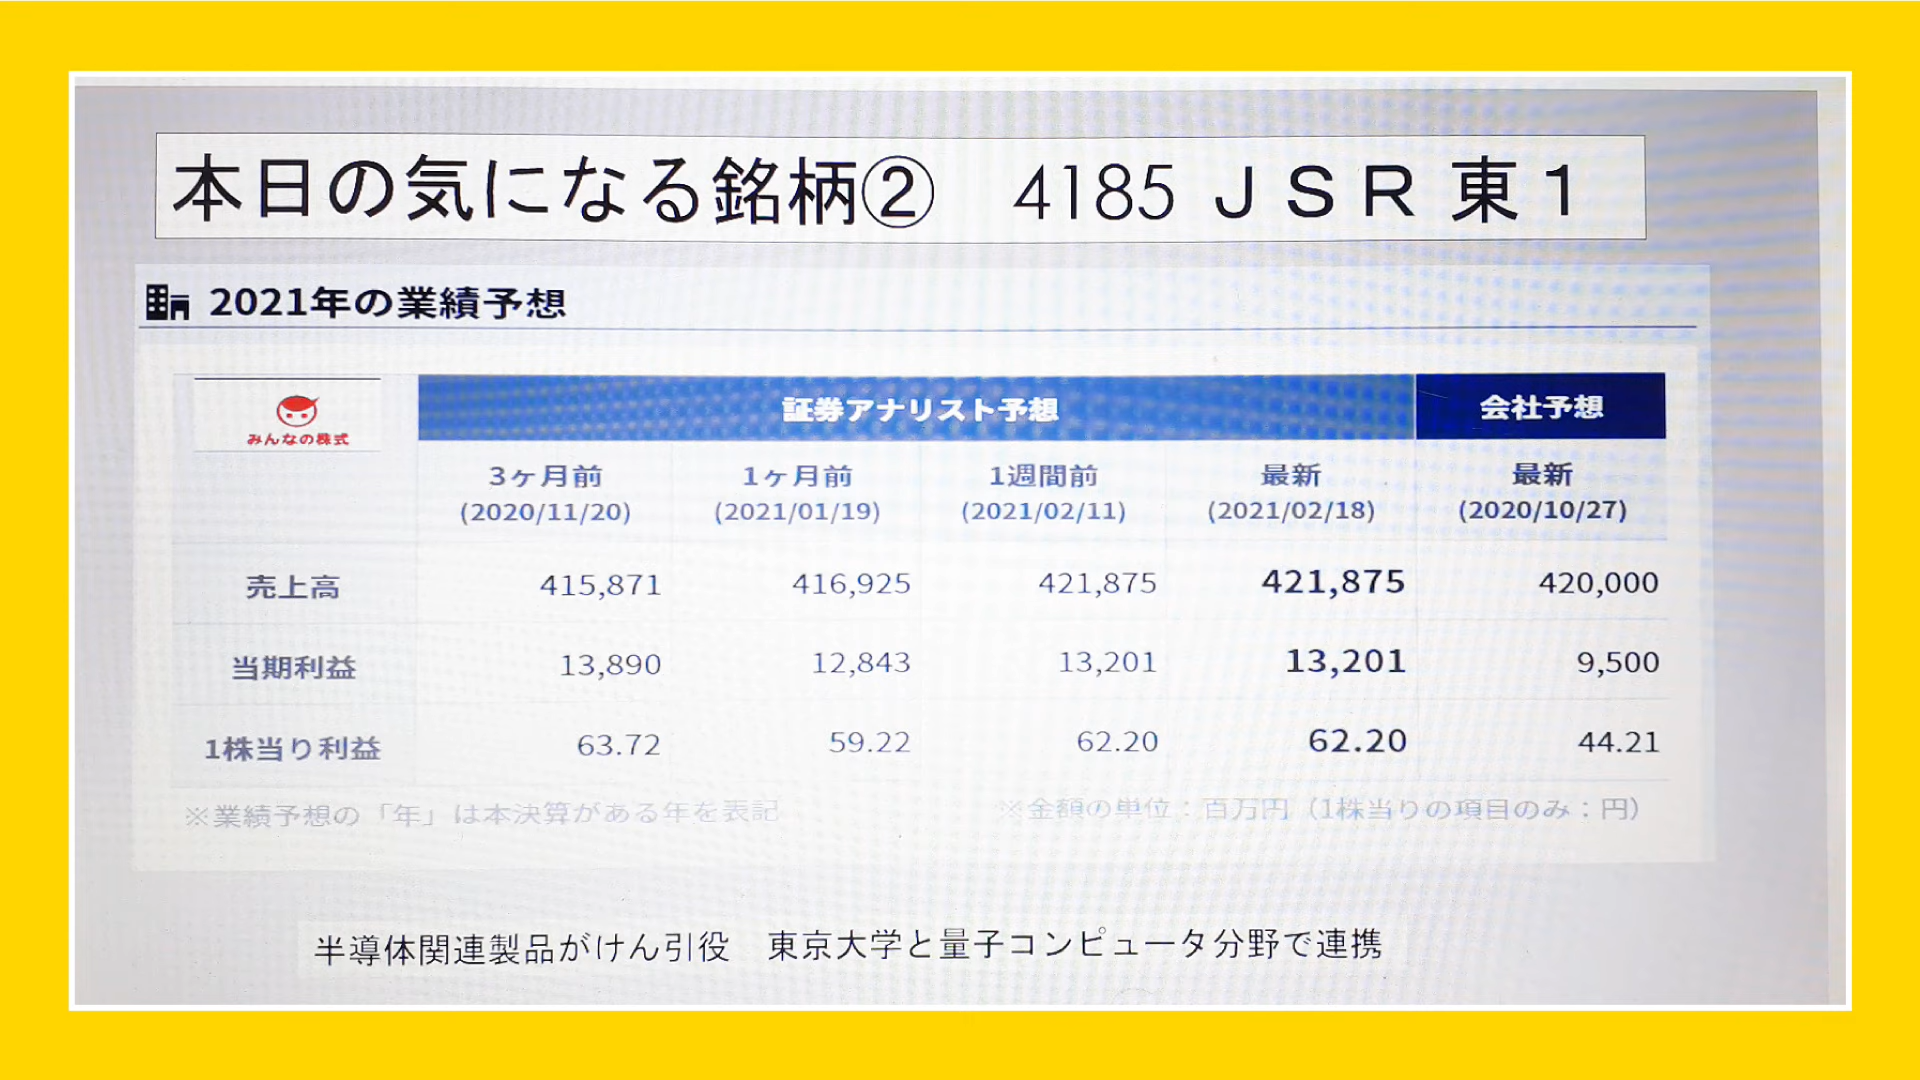 本日の気になる銘柄② 4185 JSR 東1
2021年の業績予想
みんなの株式
証券アナリスト予想 会社予想
3ヶ月前 1ヶ月前 1週間前 最新 最新
(2020/11/20) (2021/01/19) (2021/02/11) (2021/02/18) (2020/10/27)
売上高 415,871 416,925 421,875 421,875 420,000
当期利益 13,890 12,843 13,201 13,201 9,500
1株当り利益 63.72 59.22 62.20 62.20 44.21
※業績予想の「年」は本決算がある年を表記 ※金額の単位：百万円（1株当りの項目のみ：円）
半導体関連製品がけん引役 東京大学と量子コンピュータ分野で連携